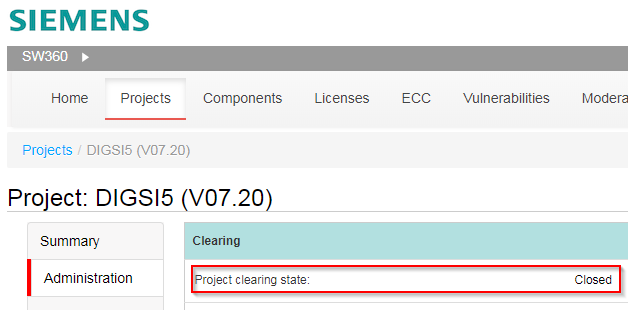 SIEMENS
SW360
Home Projects Components Licenses ECC Vulnerabilities Modera
Projects / DIGSI5 (V07.20)
Project: DIGSI5 (V07.20)
Summary
Clearing
Administration
Project clearing state: Closed